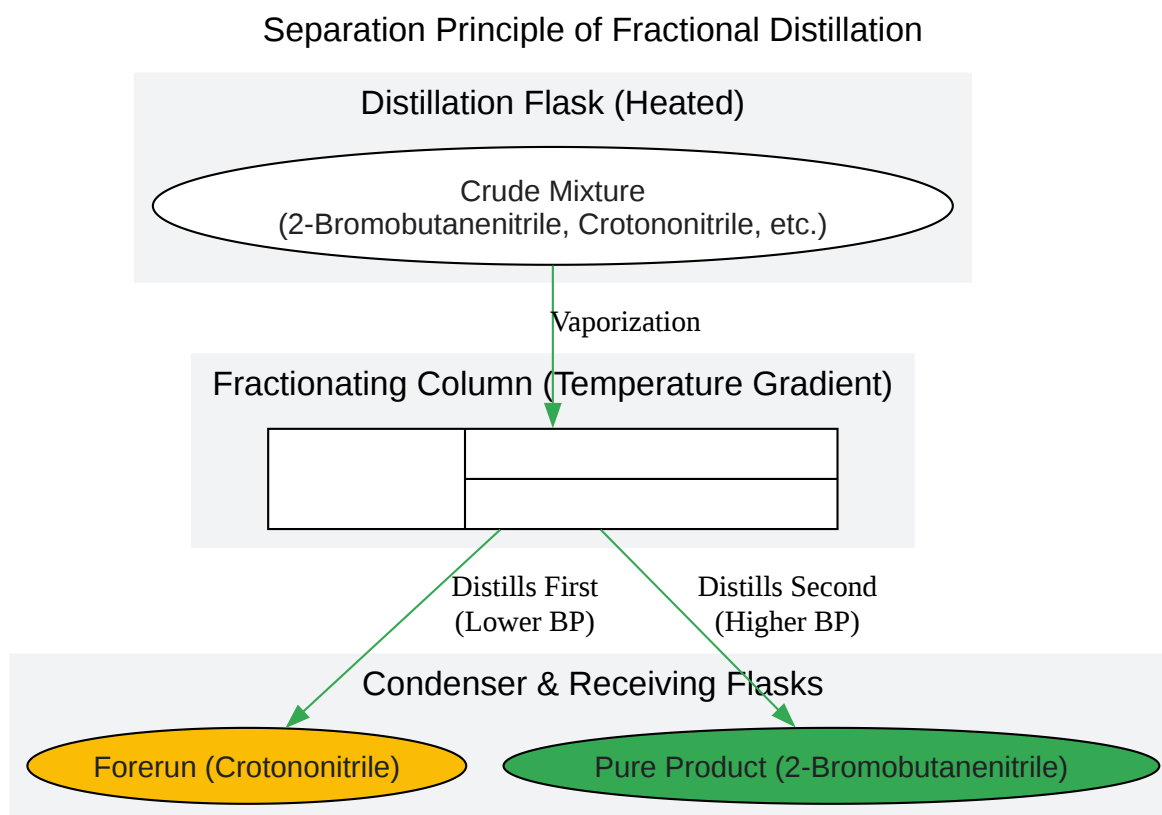 Separation Principle of Fractional Distillation
Distillation Flask (Heated)
Crude Mixture
(2-Bromobutanenitrile, Crotononitrile, etc.)
Vaporization
Fractionating Column (Temperature Gradient)
Distills First
(Lower BP)
Distills Second
(Higher BP)
Condenser & Receiving Flasks
Forerun (Crotononitrile)
Pure Product (2-Bromobutanenitrile)